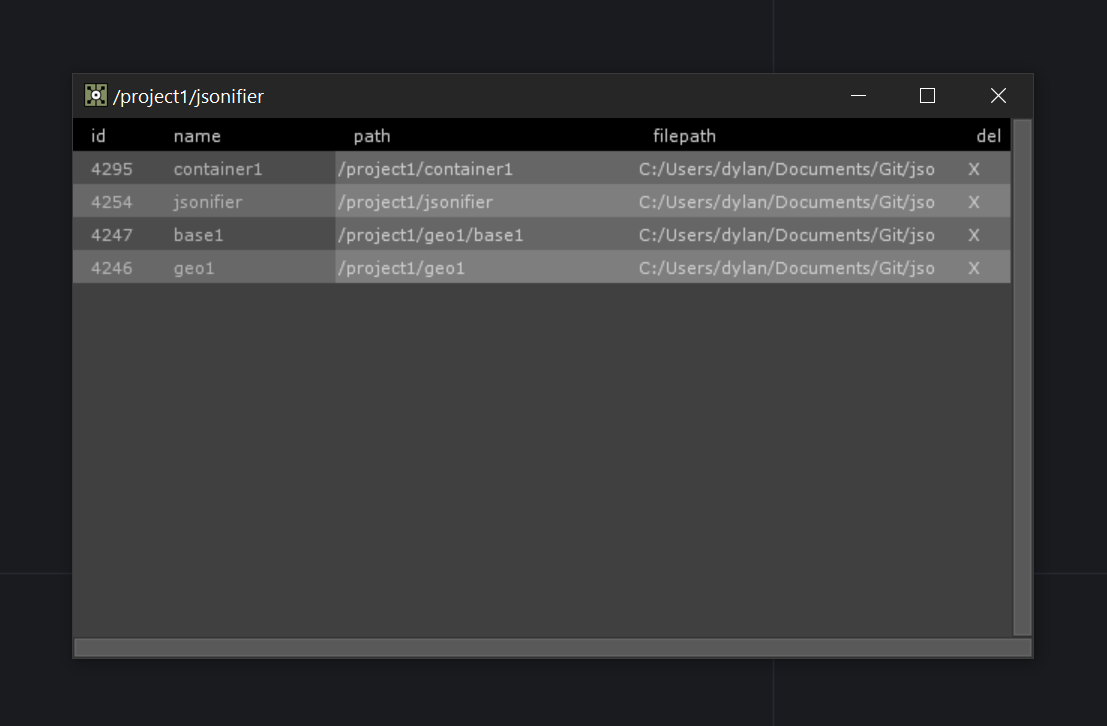 /project1/jsonifier
id name path filepath del
4295 container1 /project1/container1 C:/Users/dylan/Documents/Git/jso X
4254 jsonifier /project1/jsonifier C:/Users/dylan/Documents/Git/jso X
4247 base1 /project1/geo1/base1 C:/Users/dylan/Documents/Git/jso X
4246 geo1 /project1/geo1 C:/Users/dylan/Documents/Git/jso X